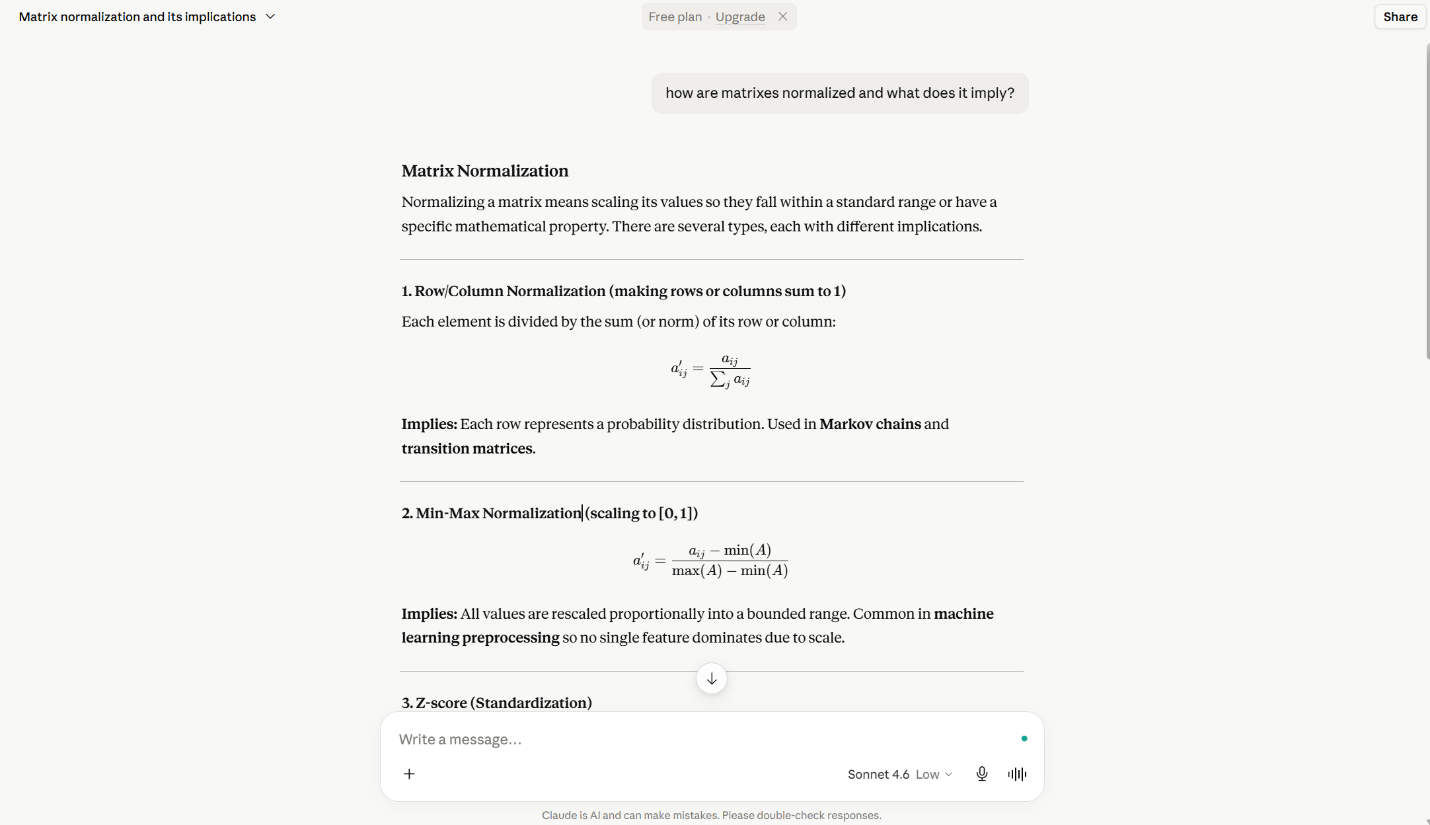 Matrix normalization and its implications
Free plan · Upgrade
Share
how are matrixes normalized and what does it imply?
Matrix Normalization
Normalizing a matrix means scaling its values so they fall within a standard range or have a
specific mathematical property. There are several types, each with different implications.
1. Row/Column Normalization (making rows or columns sum to 1)
Each element is divided by the sum (or norm) of its row or column:
a′ᵢⱼ = aᵢⱼ / ∑ⱼ aᵢⱼ
Implies: Each row represents a probability distribution. Used in Markov chains and
transition matrices.
2. Min-Max Normalization (scaling to [0, 1])
a′ᵢⱼ = (aᵢⱼ − min(A)) / (max(A) − min(A))
Implies: All values are rescaled proportionally into a bounded range. Common in machine
learning preprocessing so no single feature dominates due to scale.
3. Z-score (Standardization)
Write a message…
Sonnet 4.6 Low
Claude is AI and can make mistakes. Please double-check responses.